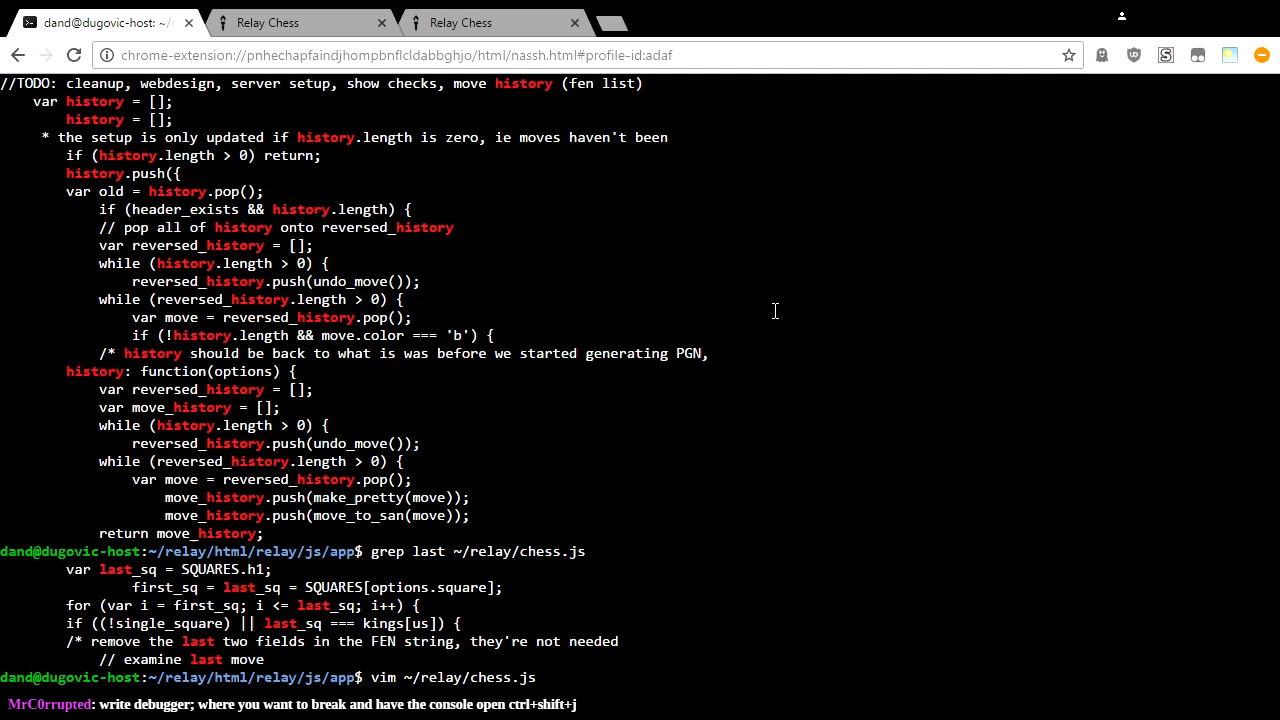 dand@dugovic-host: ~/r
Relay Chess
Relay Chess
chrome-extension://pnhechapfaindjhompbnflcldabbghjo/html/nassh.html#profile-id:adaf
//TODO: cleanup, webdesign, server setup, show checks, move history (fen list)
var history = [];
history = [];
* the setup is only updated if history.length is zero, ie moves haven't been
if (history.length > 0) return;
history.push({
var old = history.pop();
if (header_exists && history.length) {
// pop all of history onto reversed_history
var reversed_history = [];
while (history.length > 0) {
reversed_history.push(undo_move());
while (reversed_history.length > 0) {
var move = reversed_history.pop();
if (!history.length && move.color === 'b') {
/* history should be back to what is was before we started generating PGN,
history: function(options) {
var reversed_history = [];
var move_history = [];
while (history.length > 0) {
reversed_history.push(undo_move());
while (reversed_history.length > 0) {
var move = reversed_history.pop();
move_history.push(make_pretty(move));
move_history.push(move_to_san(move));
return move_history;
dand@dugovic-host:~/relay/html/relay/js/app$ grep last ~/relay/chess.js
var last_sq = SQUARES.h1;
first_sq = last_sq = SQUARES[options.square];
for (var i = first_sq; i <= last_sq; i++) {
if ((!single_square) || last_sq === kings[us]) {
/* remove the last two fields in the FEN string, they're not needed
// examine last move
dand@dugovic-host:~/relay/html/relay/js/app$ vim ~/relay/chess.js
MrC0rrupted: write debugger; where you want to break and have the console open ctrl+shift+j